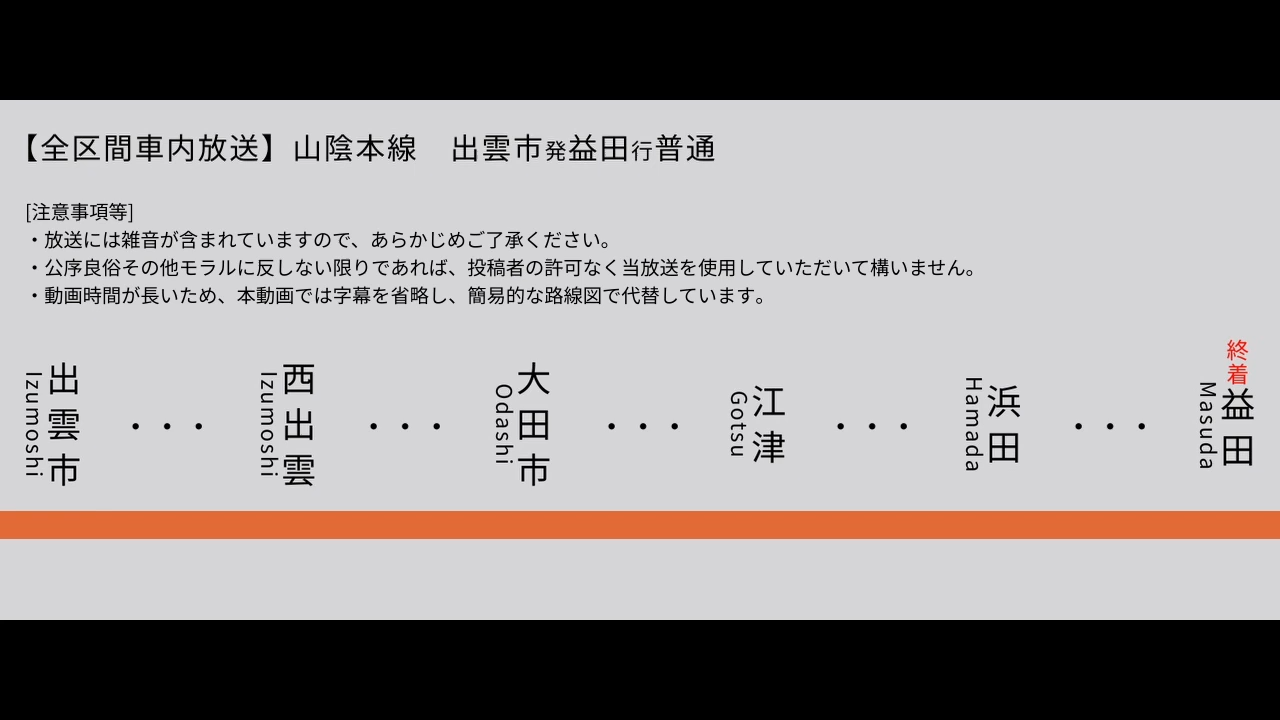 【全区間車内放送】山陰本線　出雲市発益田行普通
[注意事項等]
・放送には雑音が含まれていますので、あらかじめご了承ください。
・公序良俗その他モラルに反しない限りであれば、投稿者の許可なく当放送を使用していただいて構いません。
・動画時間が長いため、本動画では字幕を省略し、簡易的な路線図で代替しています。
出雲市
Izumoshi
・・・
西出雲
Izumoshi
・・・
大田市
Odashi
・・・
江津
Gotsu
・・・
浜田
Hamada
・・・
終着
益田
Masuda